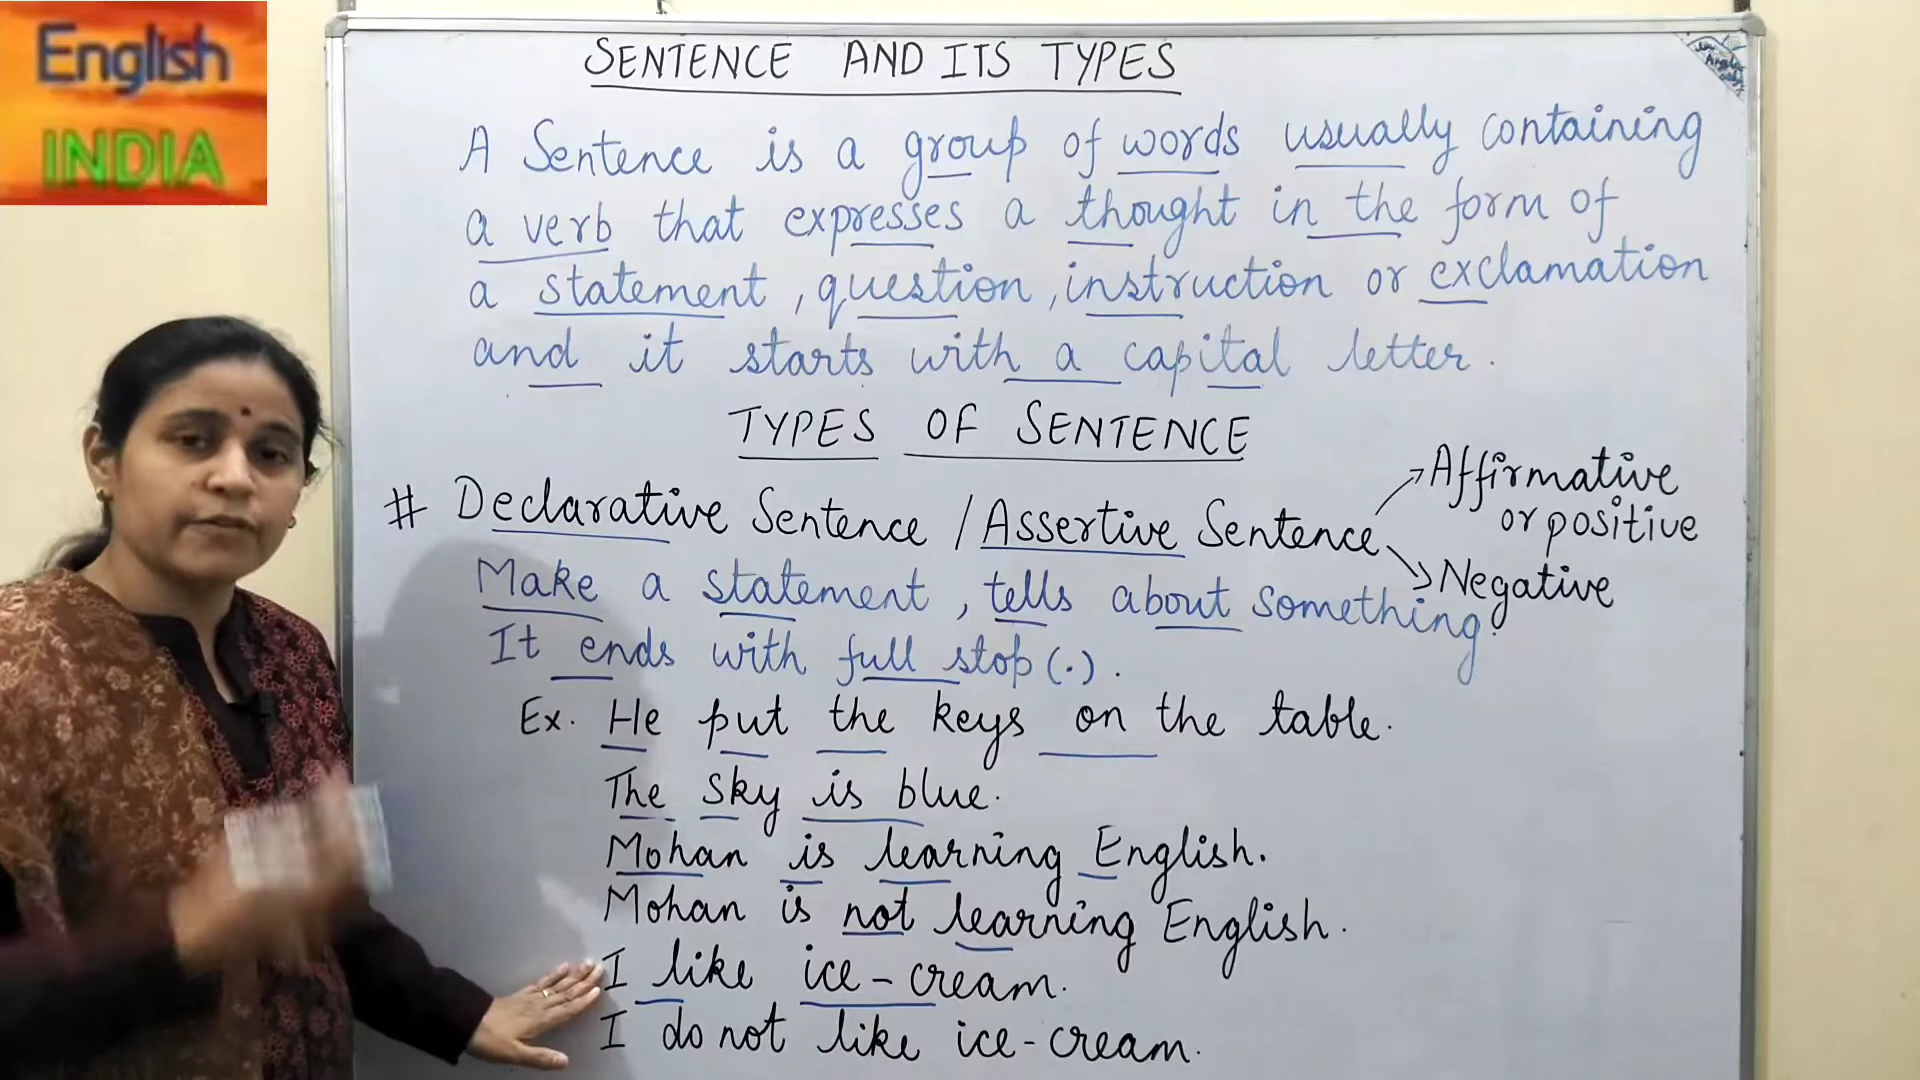 English
INDIA
SENTENCE AND ITS TYPES
A Sentence is a group of words usually containing
a verb that expresses a thought in the form of
a statement, question, instruction or exclamation
and it starts with a capital letter.
TYPES OF SENTENCE
# Declarative Sentence / Assertive Sentence
Affirmative
or positive
Negative
Make a statement, tells about something.
It ends with full stop (.).
Ex. He put the keys on the table.
The sky is blue.
Mohan is learning English.
Mohan is not learning English.
I like ice-cream.
I do not like ice-cream.